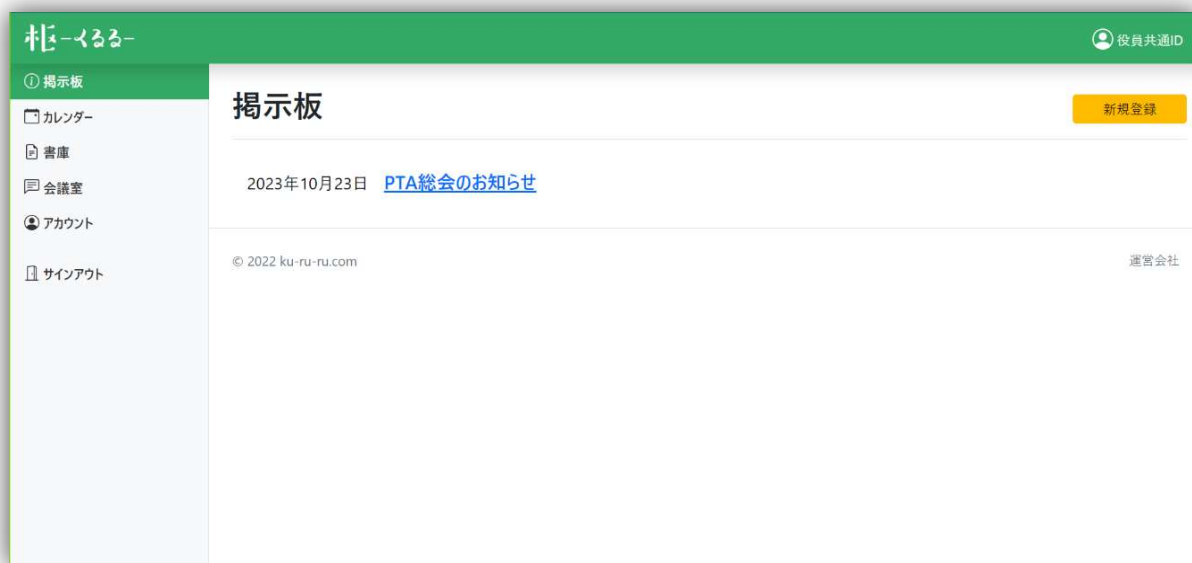 枢-くるる-
役員共通ID
掲示板
カレンダー
書庫
会議室
アカウント
サインアウト
掲示板
新規登録
2023年10月23日 PTA総会のお知らせ
© 2022 ku-ru-ru.com
運営会社